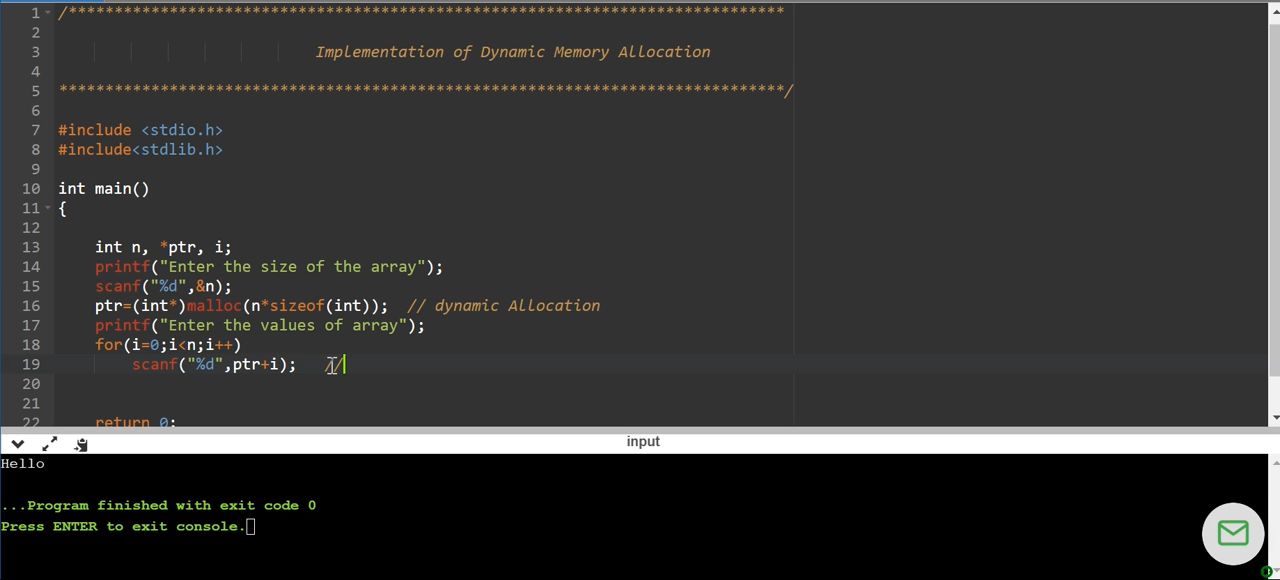 1 /******************************************************************************
2
3 Implementation of Dynamic Memory Allocation
4
5 *******************************************************************************/
6
7 #include <stdio.h>
8 #include<stdlib.h>
9
10 int main()
11 {
12
13 int n, *ptr, i;
14 printf("Enter the size of the array");
15 scanf("%d",&n);
16 ptr=(int*)malloc(n*sizeof(int)); // dynamic Allocation
17 printf("Enter the values of array");
18 for(i=0;i<n;i++)
19 scanf("%d",ptr+i); //
20
21
22 return 0;
input
Hello
...Program finished with exit code 0
Press ENTER to exit console.